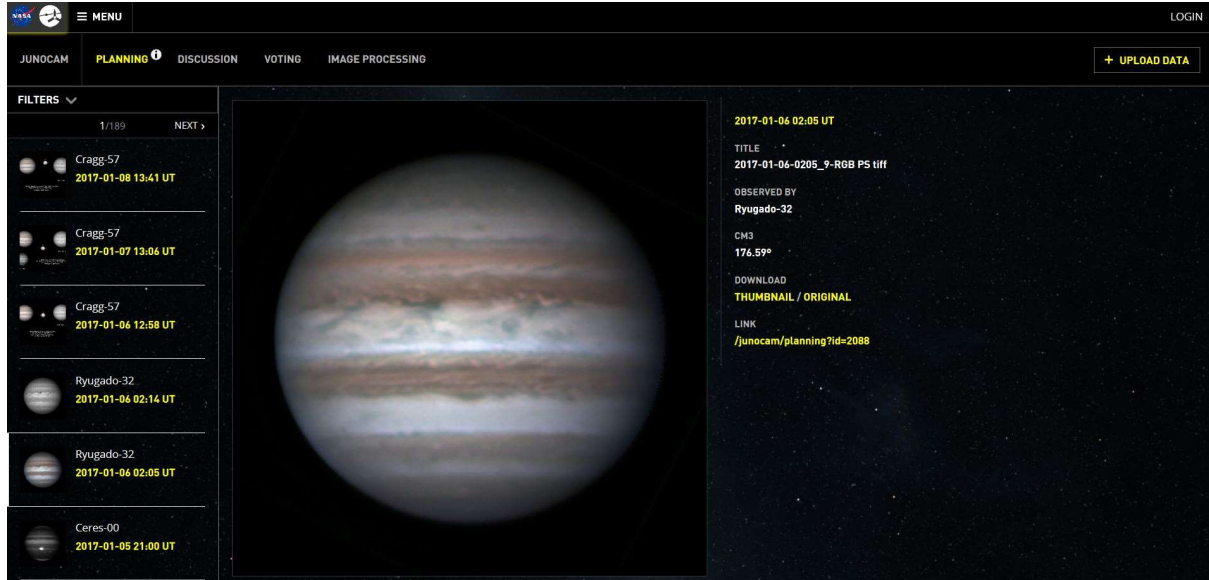 NASA
☰ MENU
LOGIN
JUNOCAM
PLANNING i
DISCUSSION
VOTING
IMAGE PROCESSING
+ UPLOAD DATA
FILTERS
1/189
NEXT ›
Cragg-57
2017-01-08 13:41 UT
Cragg-57
2017-01-07 13:06 UT
Cragg-57
2017-01-06 12:58 UT
Ryugado-32
2017-01-06 02:14 UT
Ryugado-32
2017-01-06 02:05 UT
Ceres-00
2017-01-05 21:00 UT
2017-01-06 02:05 UT
TITLE
2017-01-06-0205_9-RGB PS tiff
OBSERVED BY
Ryugado-32
CM3
176.59º
DOWNLOAD
THUMBNAIL / ORIGINAL
LINK
/junocam/planning?id=2088